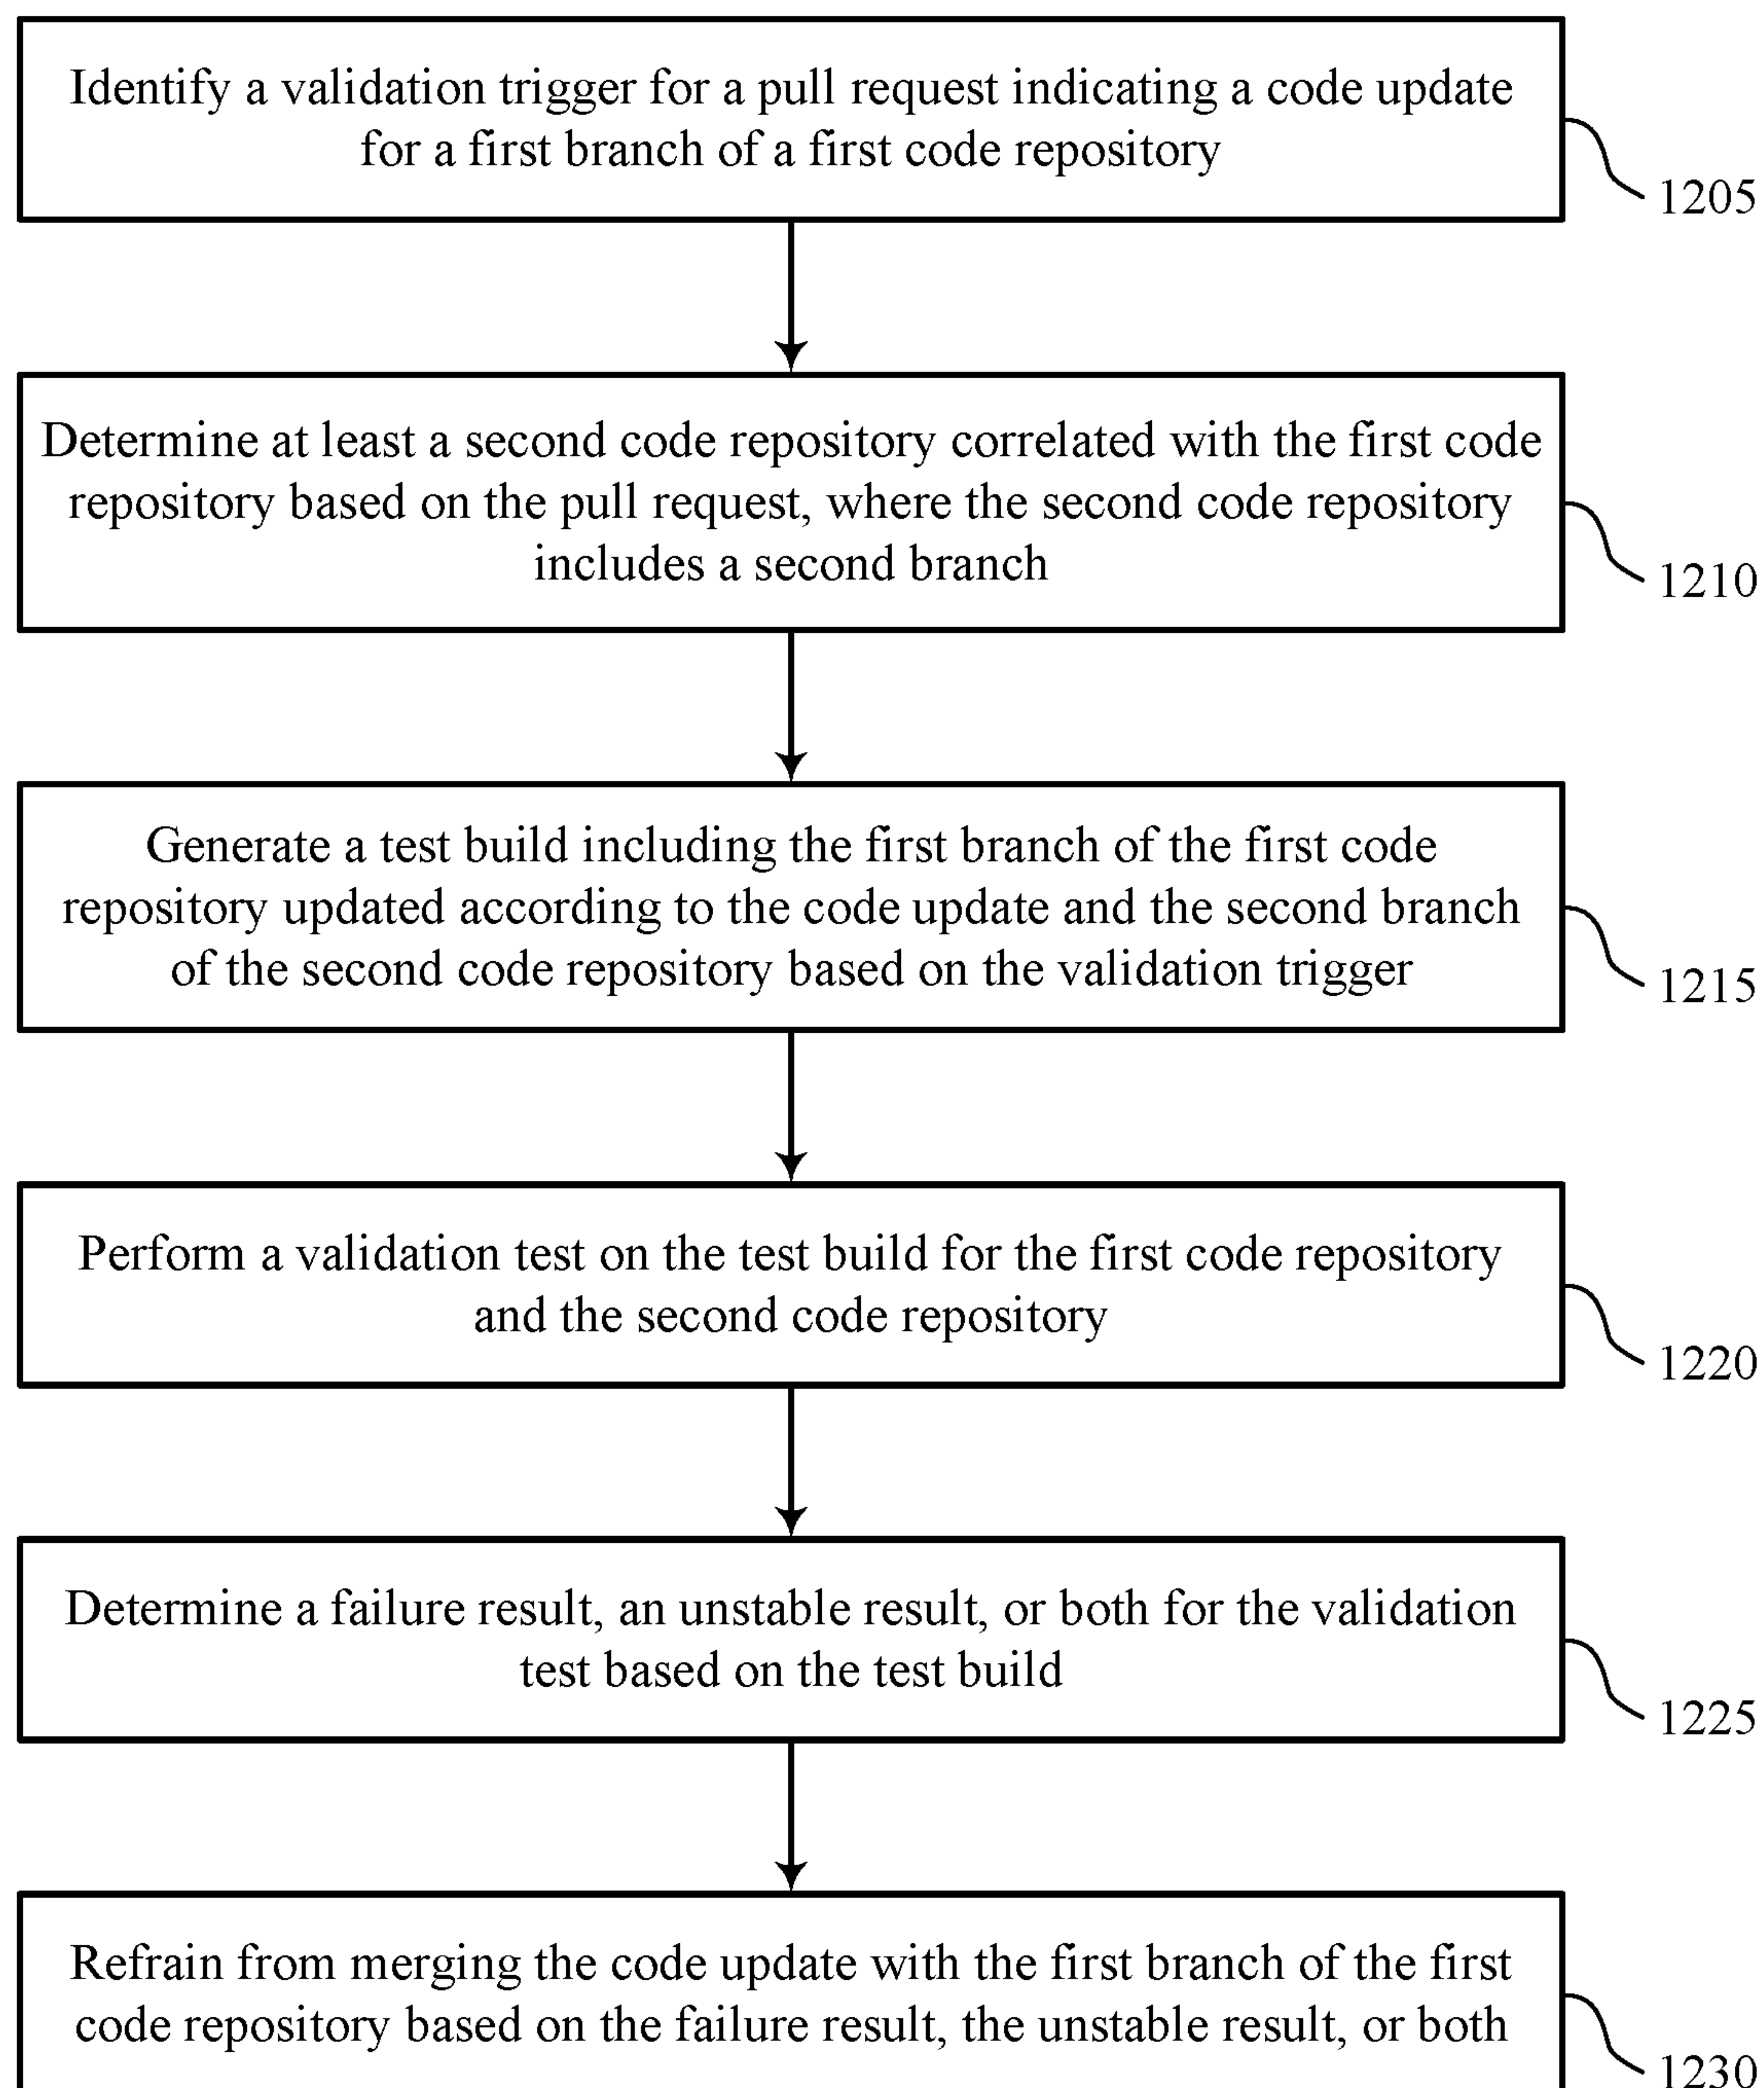 Identify a validation trigger for a pull request indicating a code update
for a first branch of a first code repository
1205
Determine at least a second code repository correlated with the first code
repository based on the pull request, where the second code repository
includes a second branch
1210
Generate a test build including the first branch of the first code
repository updated according to the code update and the second branch
of the second code repository based on the validation trigger
1215
Perform a validation test on the test build for the first code repository
and the second code repository
1220
Determine a failure result, an unstable result, or both for the validation
test based on the test build
1225
Refrain from merging the code update with the first branch of the first
code repository based on the failure result, the unstable result, or both
1230